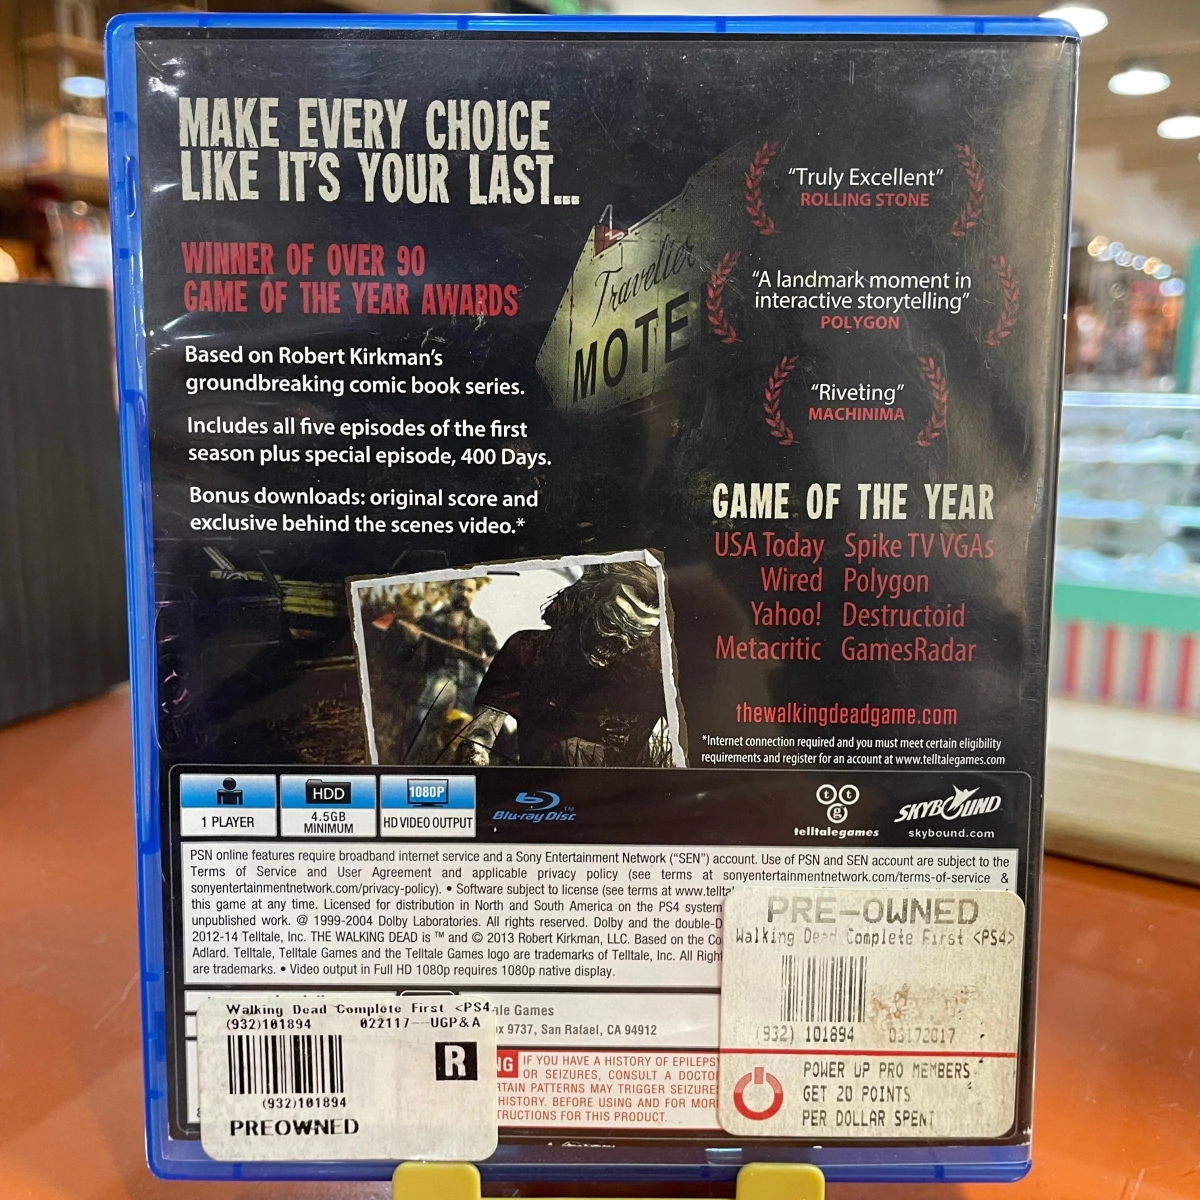 MAKE EVERY CHOICE
LIKE IT'S YOUR LAST...
WINNER OF OVER 90
GAME OF THE YEAR AWARDS
Based on Robert Kirkman's
groundbreaking comic book series.
Includes all five episodes of the first
season plus special episode, 400 Days.
Bonus downloads: original score and
exclusive behind the scenes video.*
Travelier
MOTE
“Truly Excellent”
ROLLING STONE
“A landmark moment in
interactive storytelling”
POLYGON
“Riveting”
MACHINIMA
GAME OF THE YEAR
USA Today Spike TV VGAs
Wired Polygon
Yahoo! Destructoid
Metacritic GamesRadar
thewalkingdeadgame.com
*Internet connection required and you must meet certain eligibility
requirements and register for an account at www.telltalegames.com
1 PLAYER
HDD
4.5GB
MINIMUM
1080P
HD VIDEO OUTPUT
Blu-ray Disc™
ttg
telltalegames
SKYBOUND
skybound.com
PSN online features require broadband internet service and a Sony Entertainment Network (“SEN”) account. Use of PSN and SEN account are subject to the
Terms of Service and User Agreement and applicable privacy policy (see terms at sonyentertainmentnetwork.com/terms-of-service &
sonyentertainmentnetwork.com/privacy-policy). • Software subject to license (see terms at www.tellta
this game at any time. Licensed for distribution in North and South America on the PS4 system
unpublished work. @ 1999-2004 Dolby Laboratories. All rights reserved. Dolby and the double-D
2012-14 Telltale, Inc. THE WALKING DEAD is ™ and © 2013 Robert Kirkman, LLC. Based on the Co
Adlard. Telltale, Telltale Games and the Telltale Games logo are trademarks of Telltale, Inc. All Righ
are trademarks. • Video output in Full HD 1080p requires 1080p native display.
ale Games
x 9737, San Rafael, CA 94912
NG IF YOU HAVE A HISTORY OF EPILEPS
OR SEIZURES, CONSULT A DOCTO
RTAIN PATTERNS MAY TRIGGER SEIZURE
HISTORY. BEFORE USING AND FOR MOR
TRUCTIONS FOR THIS PRODUCT.
Walking Dead Complete First <PS4
(932)101894 022117--UGP&A
R
(932)101894
PREOWNED
PRE-OWNED
Walking Dead Complete First <PS4>
(932) 101894 03172017
POWER UP PRO MEMBERS
GET 20 POINTS
PER DOLLAR SPENT